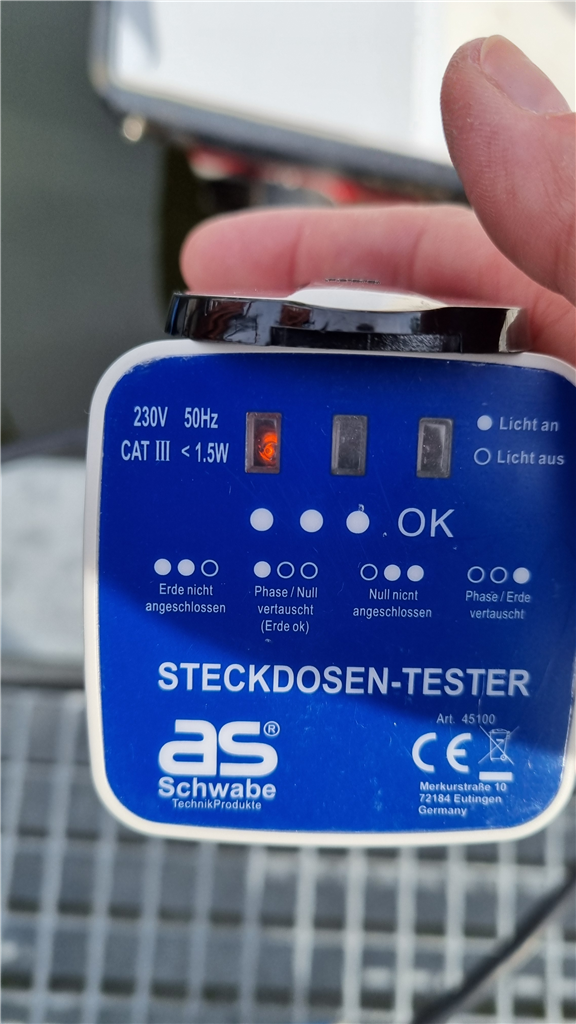 230V 50Hz
CAT III < 1.5W
Licht an
Licht aus
OK
Erde nicht
angeschlossen
Phase / Null
vertauscht
(Erde ok)
Null nicht
angeschlossen
Phase / Erde
vertauscht
STECKDOSEN-TESTER
as®
Schwabe
TechnikProdukte
Art. 45100
CE
Merkurstraße 10
72184 Eutingen
Germany